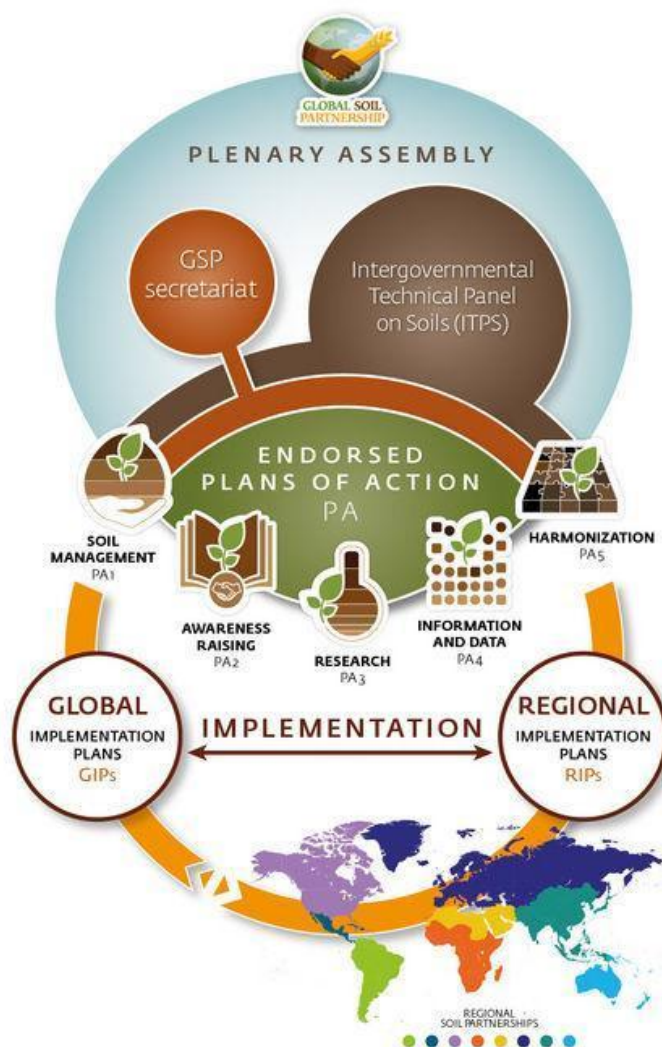 GLOBAL SOIL
PARTNERSHIP
PLENARY ASSEMBLY
GSP
secretariat
Intergovernmental
Technical Panel
on Soils (ITPS)
ENDORSED
PLANS OF ACTION
PA
SOIL
MANAGEMENT
PA1
AWARENESS
RAISING
PA2
RESEARCH
PA3
INFORMATION
AND DATA
PA4
HARMONIZATION
PA5
GLOBAL
IMPLEMENTATION
PLANS
GIPs
IMPLEMENTATION
REGIONAL
IMPLEMENTATION
PLANS
RIPs
REGIONAL
SOIL PARTNERSHIPS